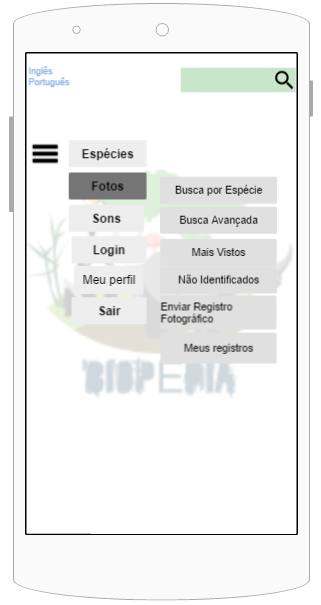 Inglês
Português
Espécies
Fotos
Sons
Login
Meu perfil
Sair
Busca por Espécie
Busca Avançada
Mais Vistos
Não Identificados
Enviar Registro
Fotográfico
Meus registros
BIOPEDIA